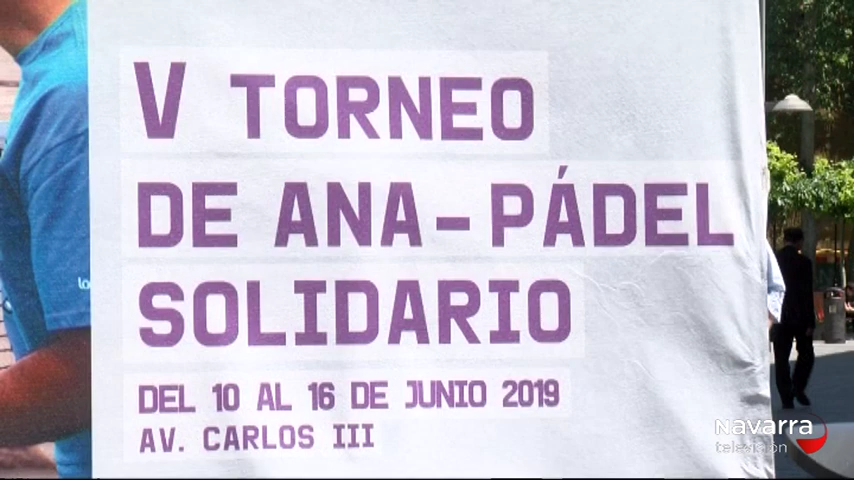 V TORNEO
DE ANA-PÁDEL
SOLIDARIO
DEL 10 AL 16 DE JUNIO 2019
AV. CARLOS III
Navarra
televisión